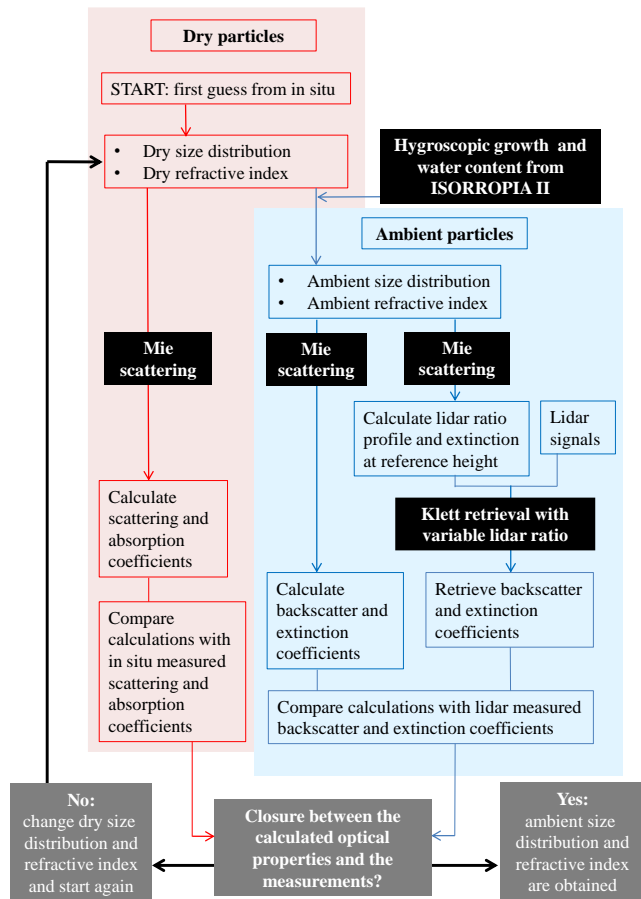 Dry particles
START: first guess from in situ
• Dry size distribution
• Dry refractive index
Hygroscopic growth and
water content from
ISORROPIA II
Ambient particles
• Ambient size distribution
• Ambient refractive index
Mie
scattering
Mie
scattering
Mie
scattering
Calculate lidar ratio
profile and extinction
at reference height
Lidar
signals
Calculate
scattering and
absorption
coefficients
Klett retrieval with
variable lidar ratio
Calculate
backscatter and
extinction
coefficients
Retrieve backscatter
and extinction
coefficients
Compare
calculations with
in situ measured
scattering and
absorption
coefficients
Compare calculations with lidar measured
backscatter and extinction coefficients
No:
change dry size
distribution and
refractive index
and start again
Closure between the
calculated optical
properties and the
measurements?
Yes:
ambient size
distribution and
refractive index
are obtained